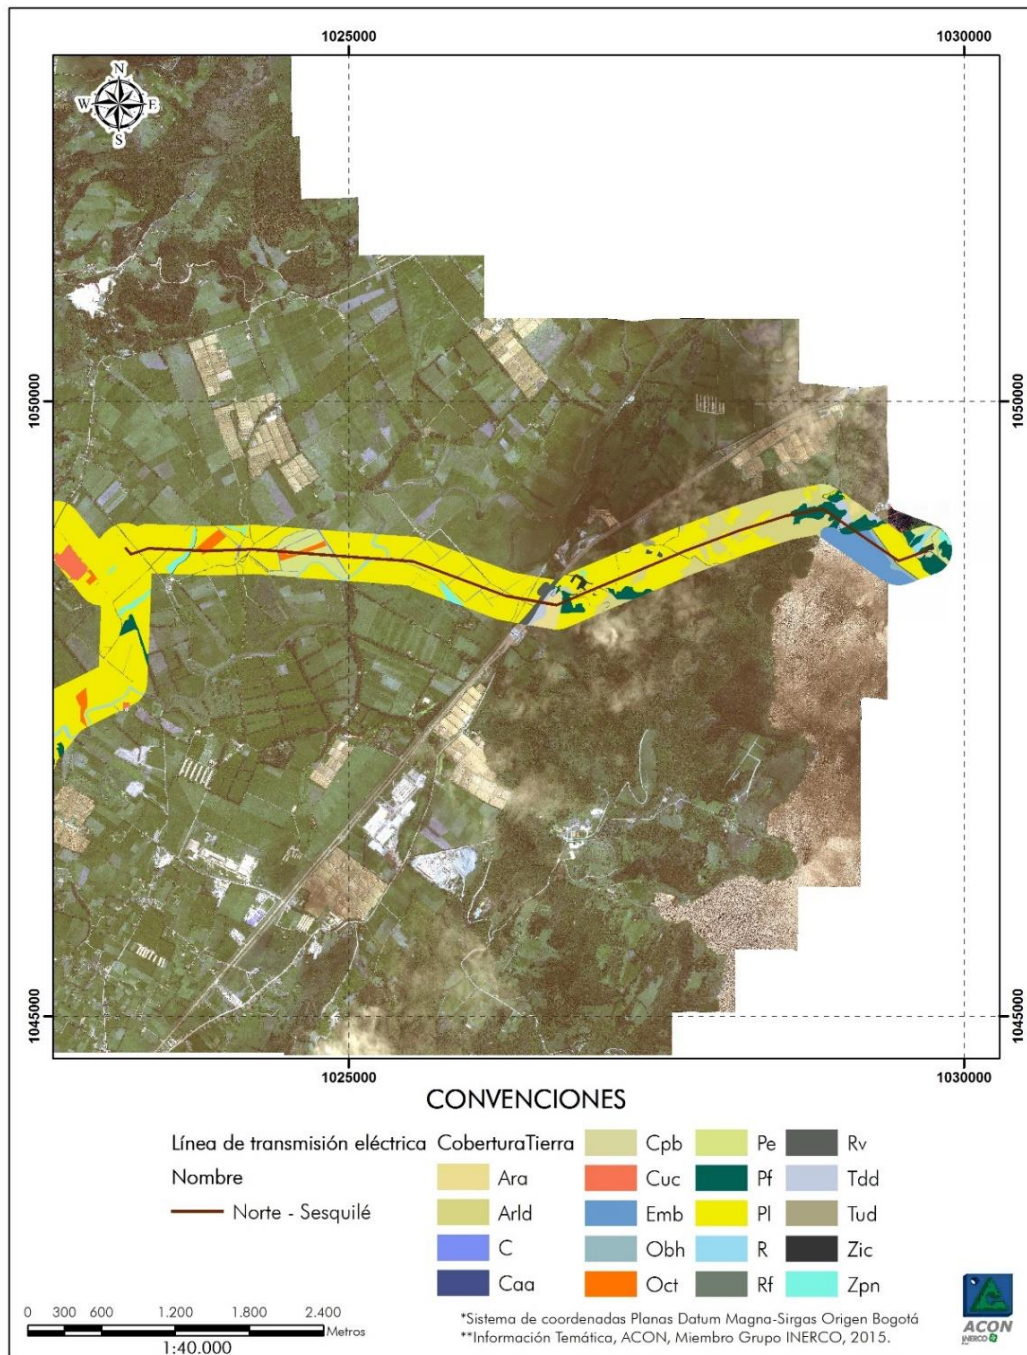 1025000 1030000
N
W E
S
1050000 1050000
1045000 1045000
1025000 1030000
CONVENCIONES
Línea de transmisión eléctrica
Nombre
Norte - Sesquilé
CoberturaTierra
Ara
Arld
C
Caa
Cpb
Cuc
Emb
Obh
Oct
Pe
Pf
Pl
R
Rf
Rv
Tdd
Tud
Zic
Zpn
0 300 600 1.200 1.800 2.400
Metros
1:40.000
*Sistema de coordenadas Planas Datum Magna-Sirgas Origen Bogotá
**Información Temática, ACON, Miembro Grupo INERCO, 2015.
ACON
INERCO